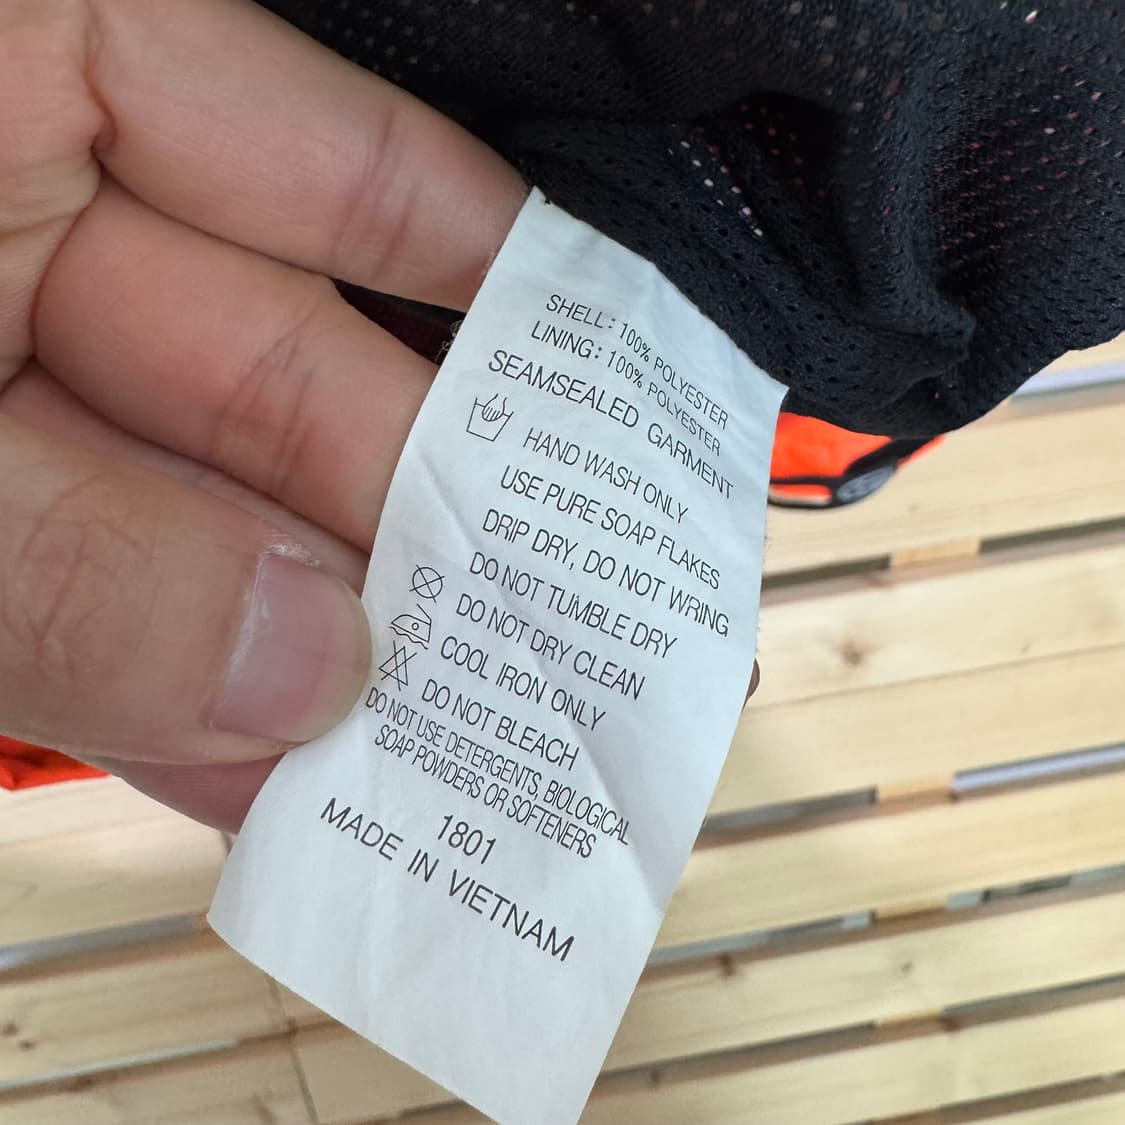 SHELL: 100% POLYESTER
LINING: 100% POLYESTER
SEAMSEALED GARMENT
HAND WASH ONLY
USE PURE SOAP FLAKES
DRIP DRY, DO NOT WRING
DO NOT TUMBLE DRY
DO NOT DRY CLEAN
COOL IRON ONLY
DO NOT BLEACH
DO NOT USE DETERGENTS, BIOLOGICAL
SOAP POWDERS OR SOFTENERS
1801
MADE IN VIETNAM